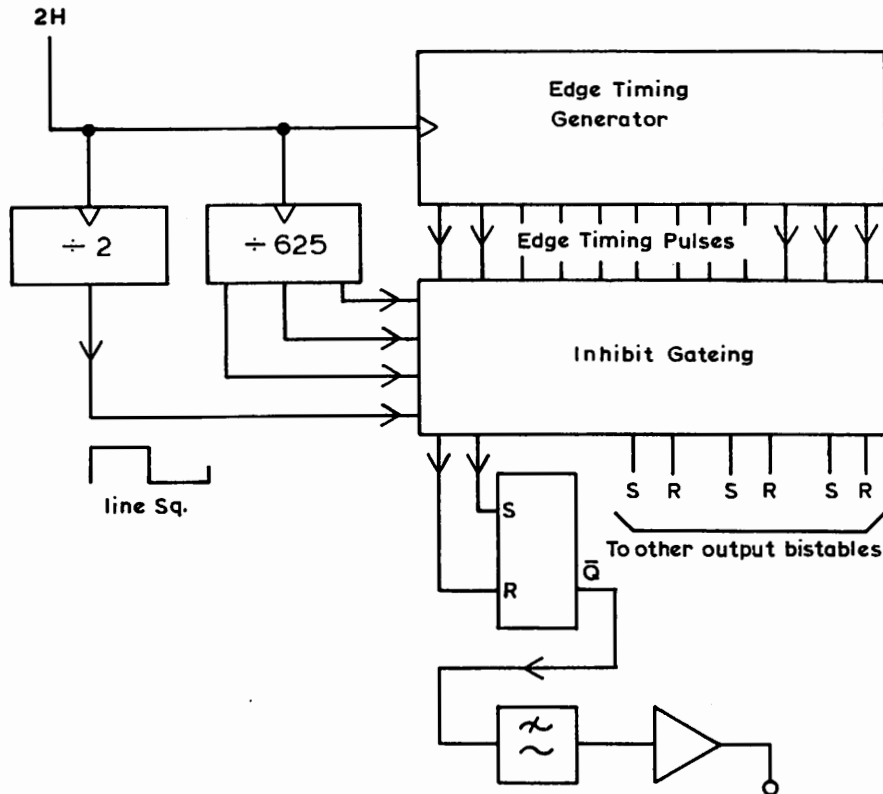 2H
Edge Timing
Generator
÷ 2
÷ 625
Edge Timing Pulses
Inhibit Gateing
line Sq.
S R S R S R
To other output bistables
S
Q̄
R